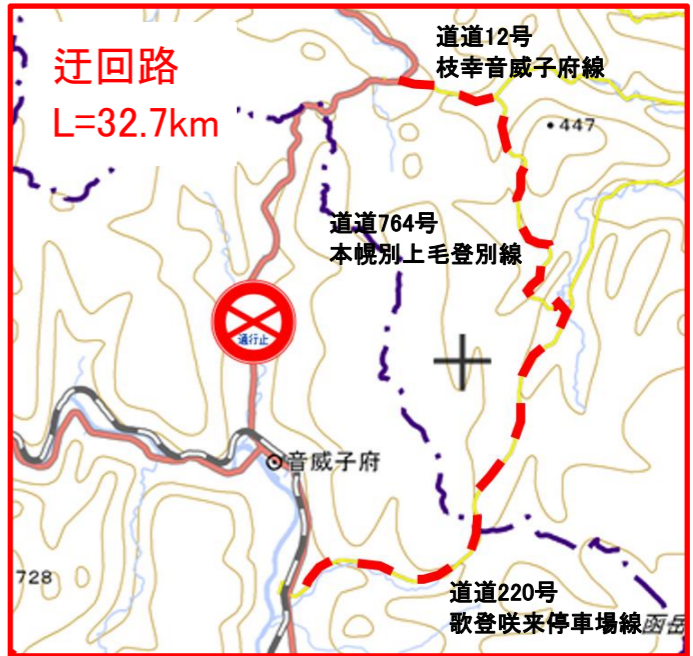 迂回路
L=32.7km
道道12号
枝幸音威子府線
447
道道764号
本幌別上毛登別線
通行止
音威子府
728
道道220号
歌登咲来停車場線
函岳